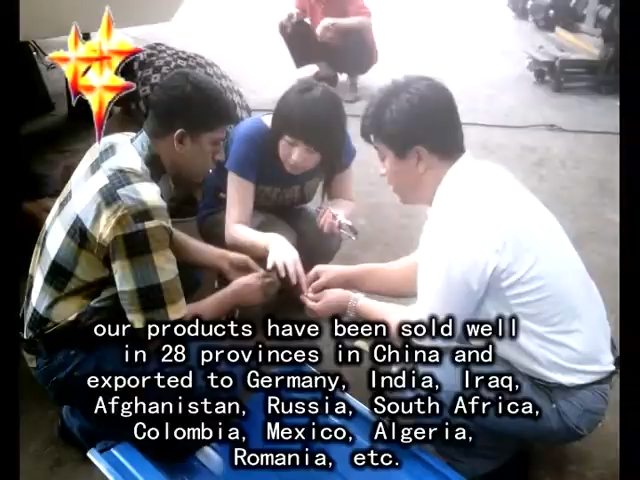 our products have been sold well
in 28 provinces in China and
exported to Germany, India, Iraq,
Afghanistan, Russia, South Africa,
Colombia, Mexico, Algeria,
Romania, etc.